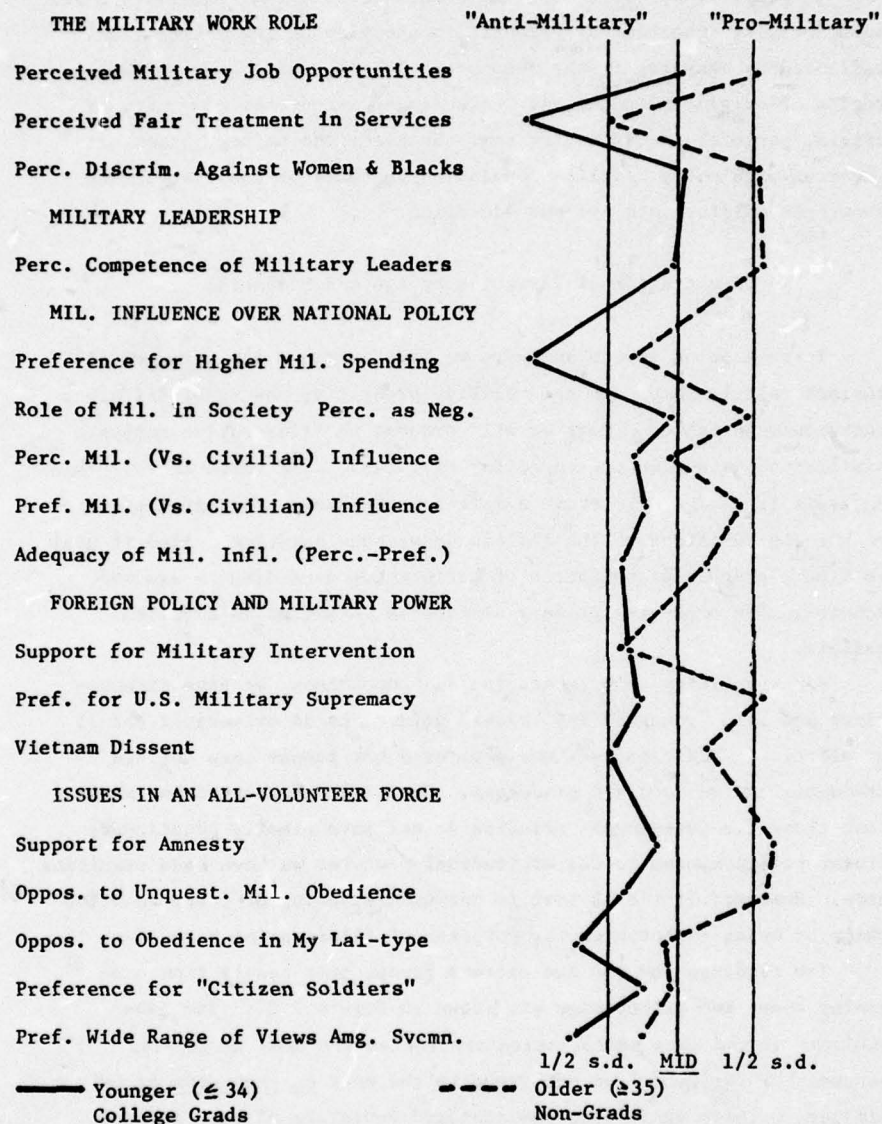 THE MILITARY WORK ROLE "Anti-Military" "Pro-Military"
Perceived Military Job Opportunities
Perceived Fair Treatment in Services
Perc. Discrim. Against Women & Blacks
MILITARY LEADERSHIP
Perc. Competence of Military Leaders
MIL. INFLUENCE OVER NATIONAL POLICY
Preference for Higher Mil. Spending
Role of Mil. in Society Perc. as Neg.
Perc. Mil. (Vs. Civilian) Influence
Pref. Mil. (Vs. Civilian) Influence
Adequacy of Mil. Infl. (Perc.-Pref.)
FOREIGN POLICY AND MILITARY POWER
Support for Military Intervention
Pref. for U.S. Military Supremacy
Vietnam Dissent
ISSUES IN AN ALL-VOLUNTEER FORCE
Support for Amnesty
Oppos. to Unquest. Mil. Obedience
Oppos. to Obedience in My Lai-type
Preference for "Citizen Soldiers"
Pref. Wide Range of Views Amg. Svcmn.
1/2 s.d. MID 1/2 s.d.
Younger (≦ 34) Older (≧35)
College Grads Non-Grads